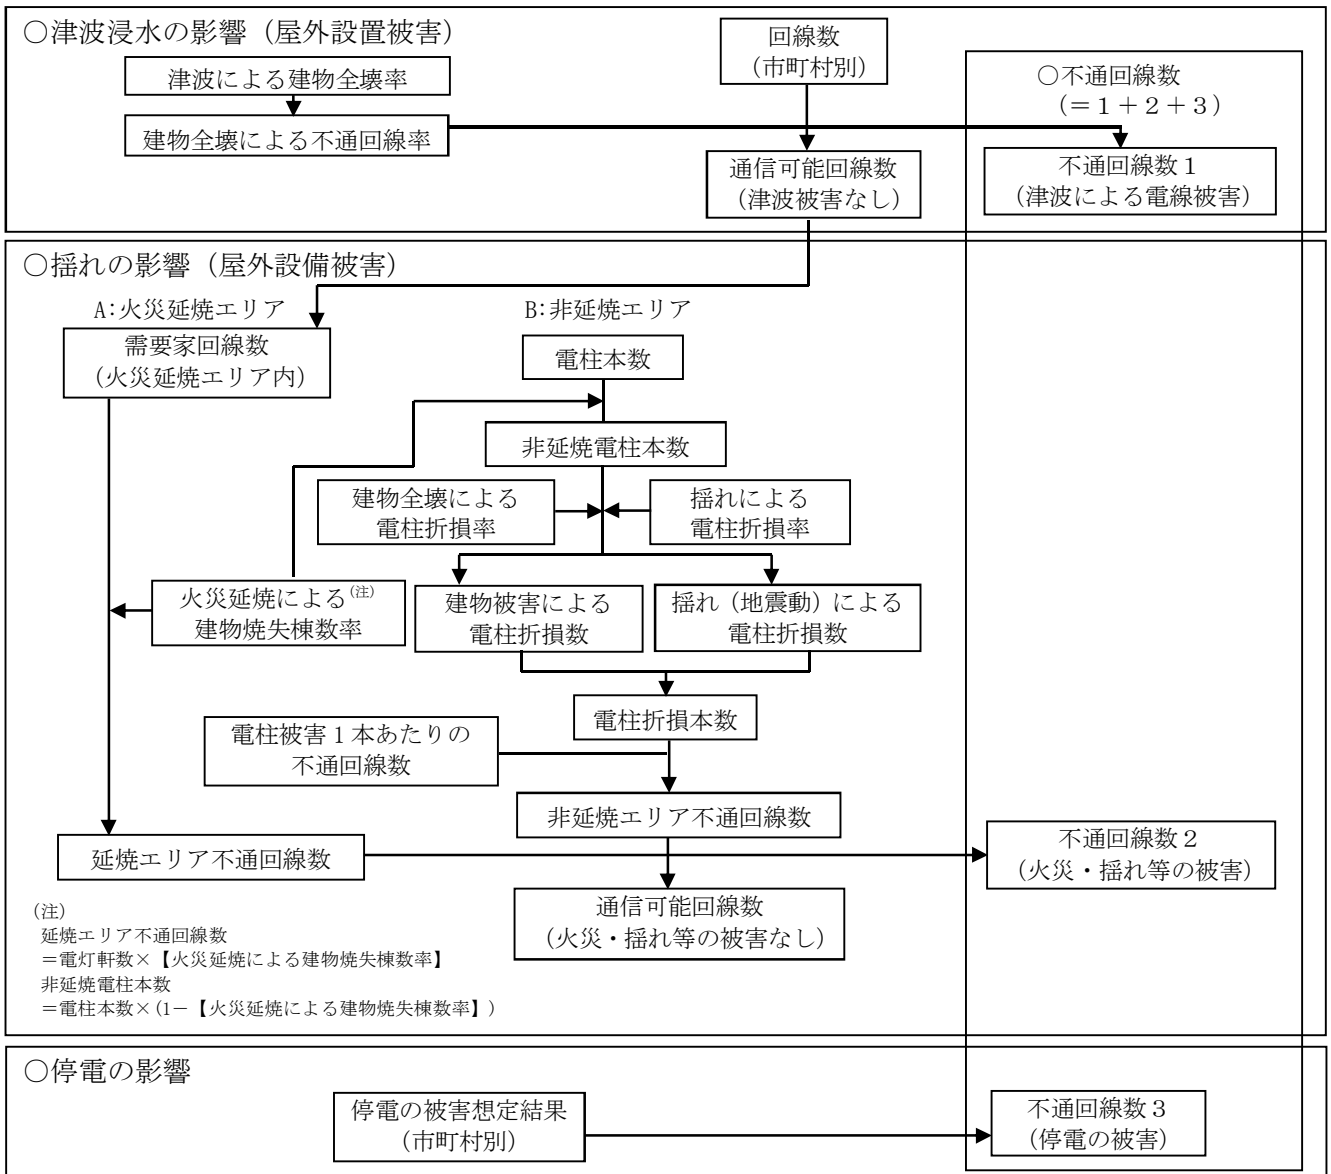 ○津波浸水の影響（屋外設置被害）
津波による建物全壊率
建物全壊による不通回線率
回線数
（市町村別）
通信可能回線数
（津波被害なし）
○不通回線数
（＝１＋２＋３）
不通回線数１
（津波による電線被害）
○揺れの影響（屋外設備被害）
A:火災延焼エリア
需要家回線数
（火災延焼エリア内）
B:非延焼エリア
電柱本数
非延焼電柱本数
建物全壊による
電柱折損率
揺れによる
電柱折損率
火災延焼による（注）
建物焼失棟数率
建物被害による
電柱折損数
揺れ（地震動）による
電柱折損数
電柱折損本数
電柱被害１本あたりの
不通回線数
非延焼エリア不通回線数
延焼エリア不通回線数
不通回線数２
（火災・揺れ等の被害）
通信可能回線数
（火災・揺れ等の被害なし）
（注）
延焼エリア不通回線数
＝電灯軒数×【火災延焼による建物焼失棟数率】
非延焼電柱本数
＝電柱本数×(1－【火災延焼による建物焼失棟数率】)
○停電の影響
停電の被害想定結果
（市町村別）
不通回線数３
（停電の被害）